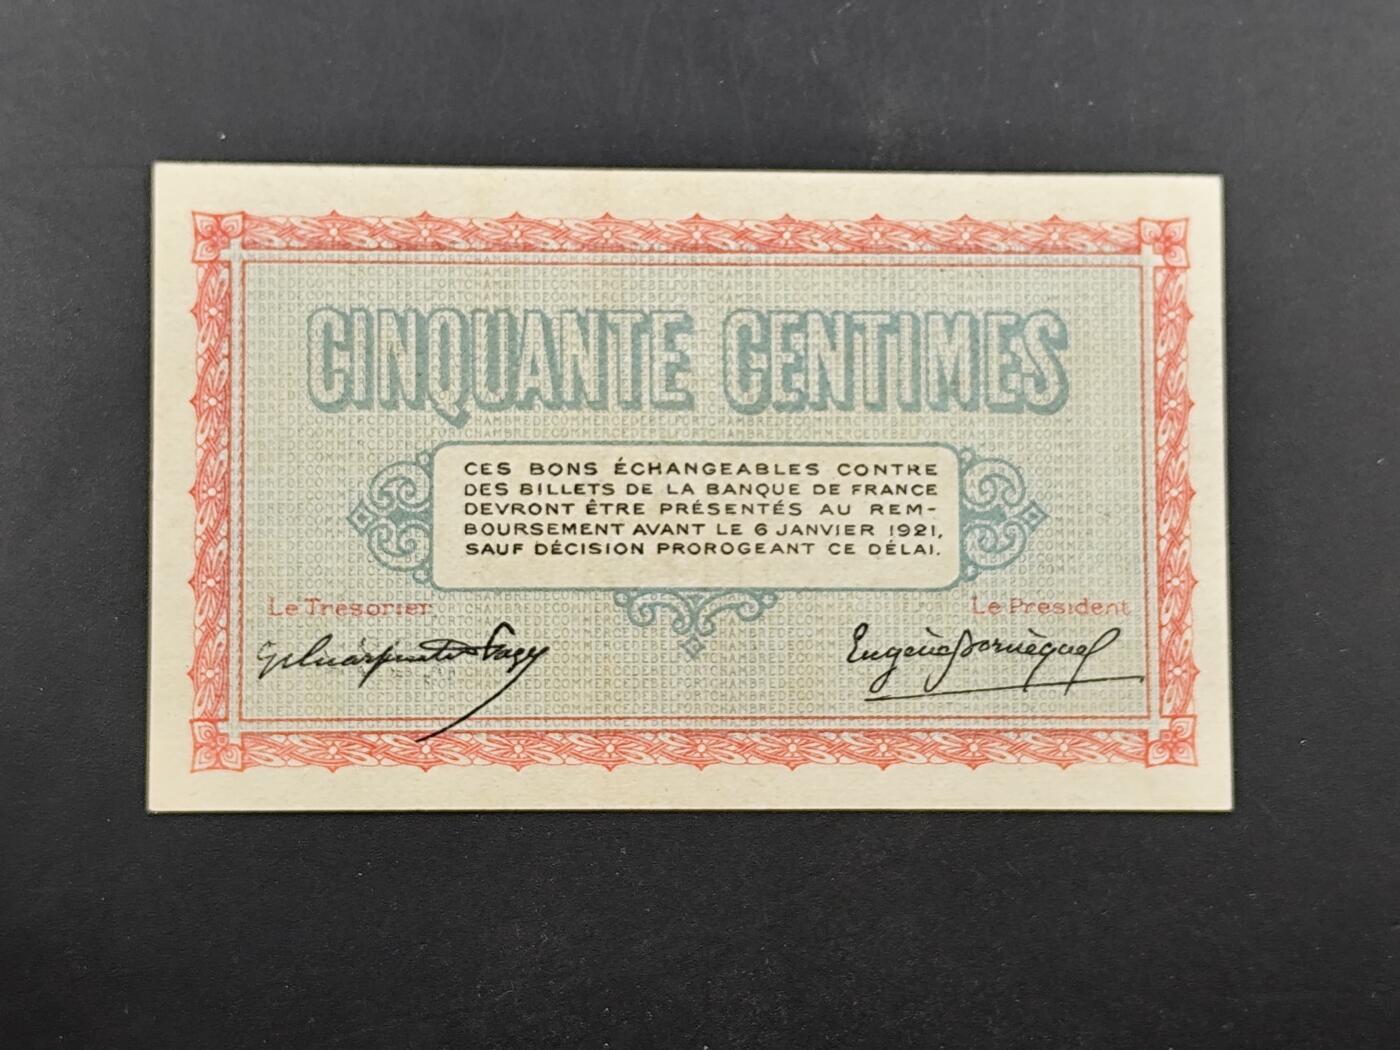 CINQUANTE CENTIMES
CES BONS ÉCHANGEABLES CONTRE
DES BILLETS DE LA BANQUE DE FRANCE
DEVRONT ÊTRE PRÉSENTÉS AU REM-
BOURSEMENT AVANT LE 6 JANVIER 1921,
SAUF DÉCISION PROROGEANT CE DÉLAI.
Le Tresorier
Le President
Eugène